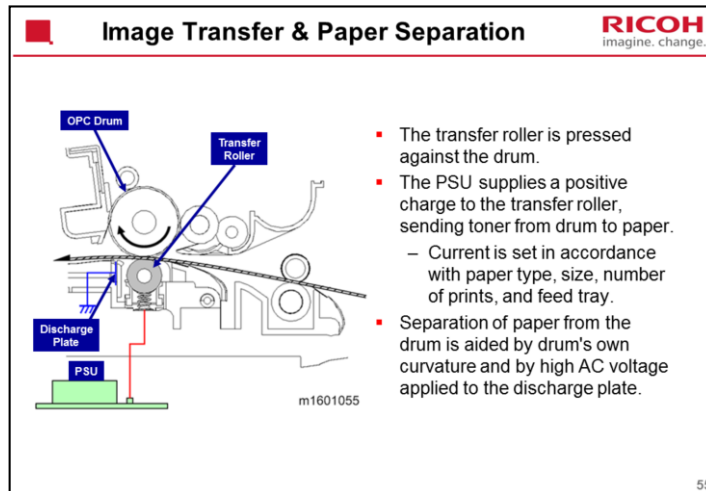 Image Transfer & Paper Separation
RICOH
imagine. change.
OPC Drum
Transfer
Roller
Discharge
Plate
PSU
m1601055
▪ The transfer roller is pressed
against the drum.
▪ The PSU supplies a positive
charge to the transfer roller,
sending toner from drum to paper.
– Current is set in accordance
with paper type, size, number
of prints, and feed tray.
▪ Separation of paper from the
drum is aided by drum's own
curvature and by high AC voltage
applied to the discharge plate.